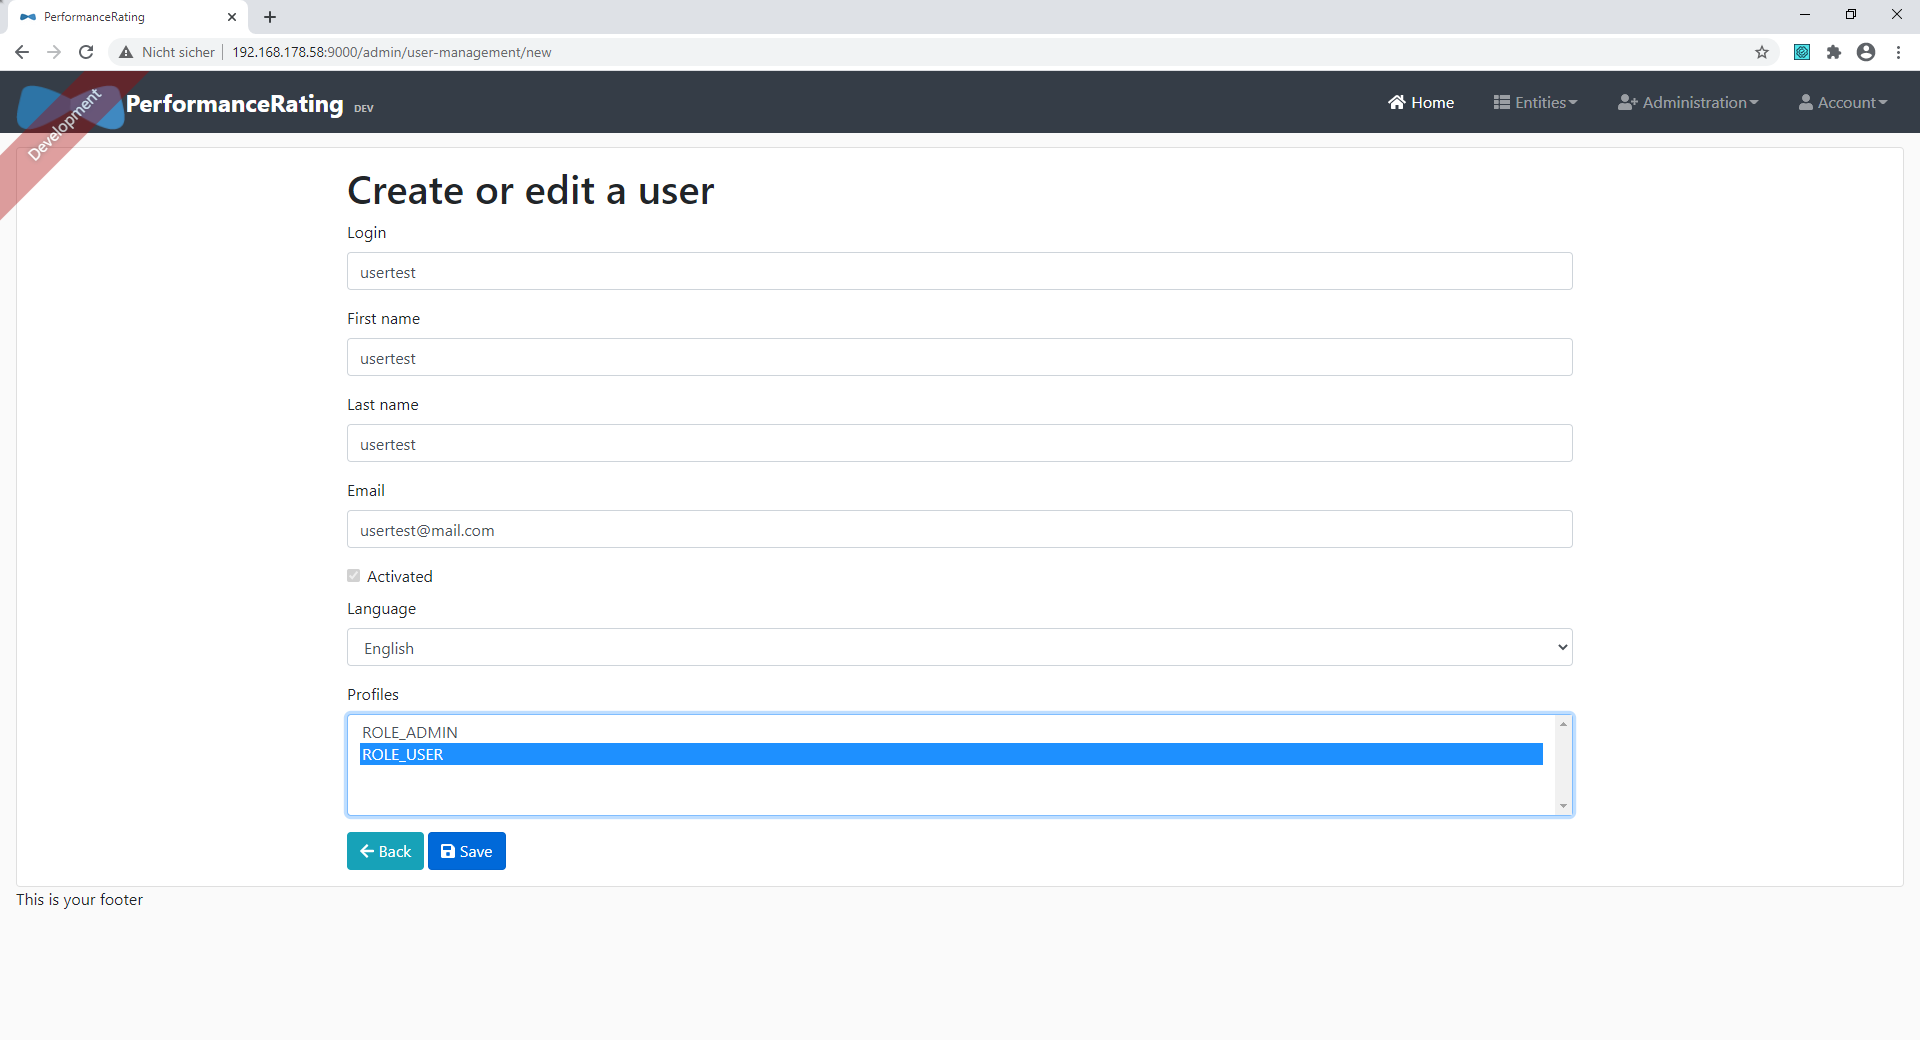 PerformanceRating
Nicht sicher 192.168.178.58:9000/admin/user-management/new
Development
PerformanceRating DEV
Home Entities Administration Account
Create or edit a user
Login
usertest
First name
usertest
Last name
usertest
Email
usertest@mail.com
Activated
Language
English
Profiles
ROLE_ADMIN
ROLE_USER
Back Save
This is your footer